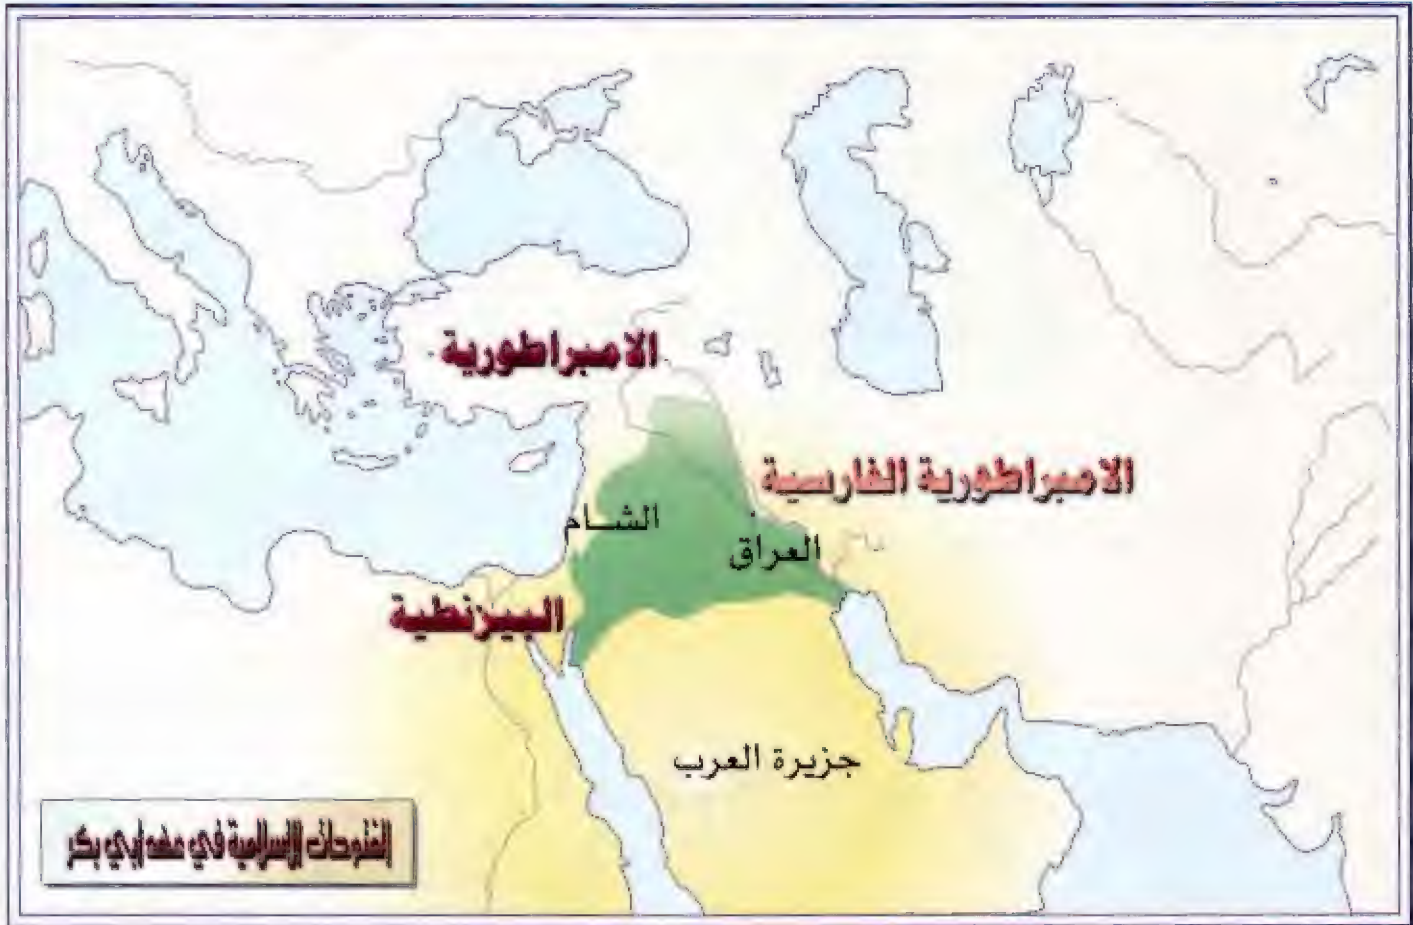 الامبراطورية
الامبراطورية الفارسية
الشام
العراق
البيزنطية
جزيرة العرب
الفتوحات الإسلامية في عهد أبي بكر